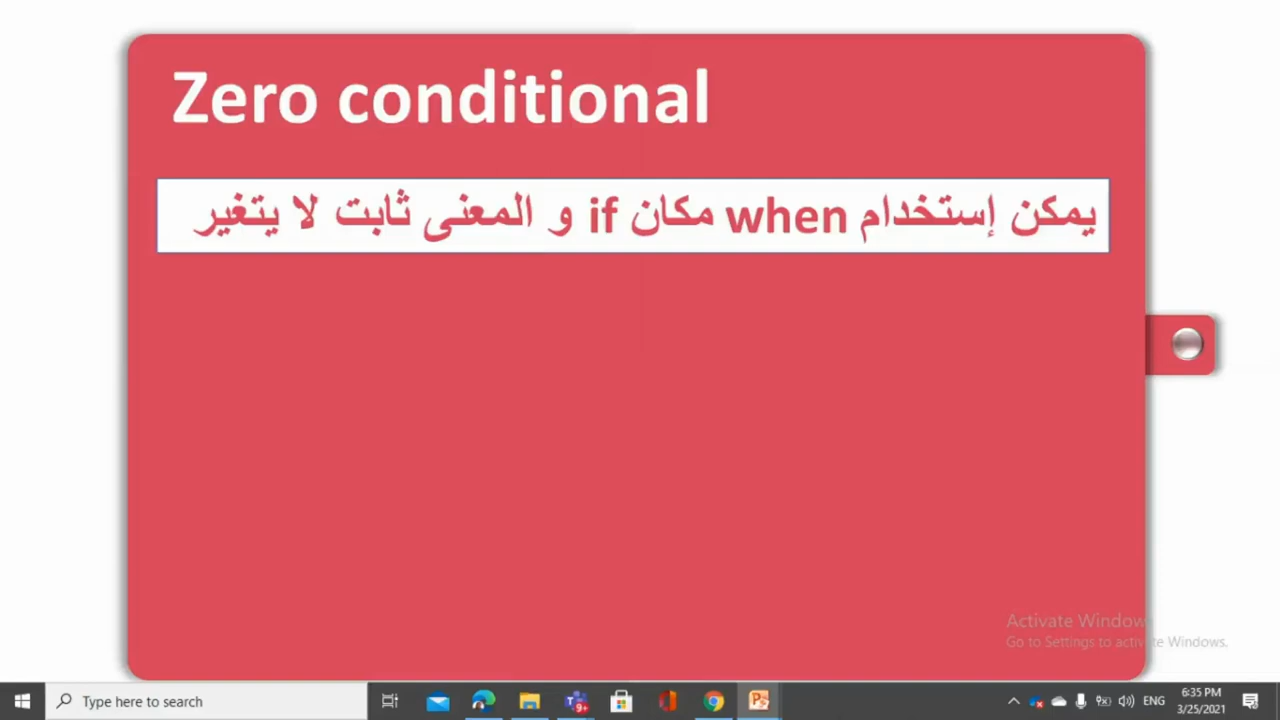 Zero conditional
يمكن إستخدام when مكان if و المعنى ثابت لا يتغير
Activate Windows
Go to Settings to activate Windows.
Type here to search
9+
ENG
6:35 PM
3/25/2021